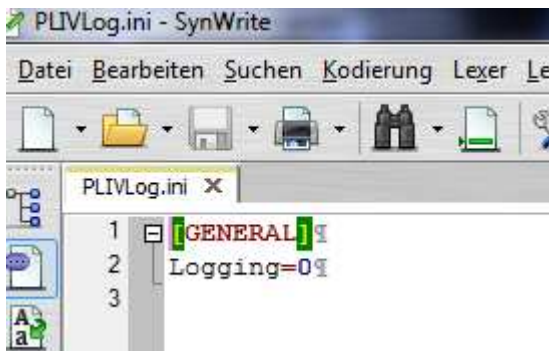 PLIVLog.ini - SynWrite
Datei Bearbeiten Suchen Kodierung Lexer
PLIVLog.ini X
1 [GENERAL]¶
2 Logging=0¶
3